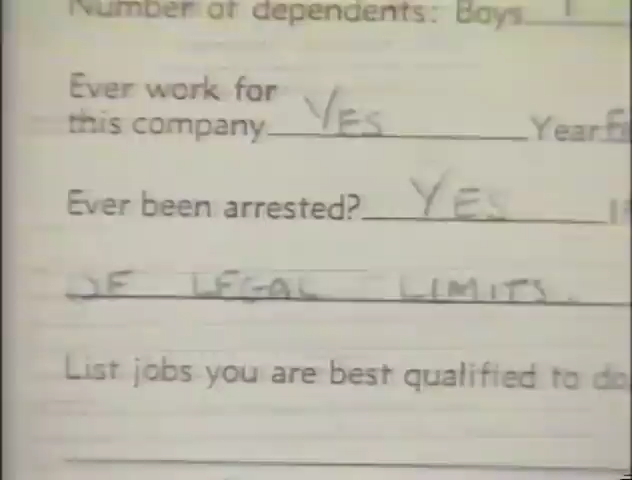 Number of dependents: Boys 1
Ever work for
this company YES Year
Ever been arrested? YES
OF LEGAL LIMITS.
List jobs you are best qualified to do